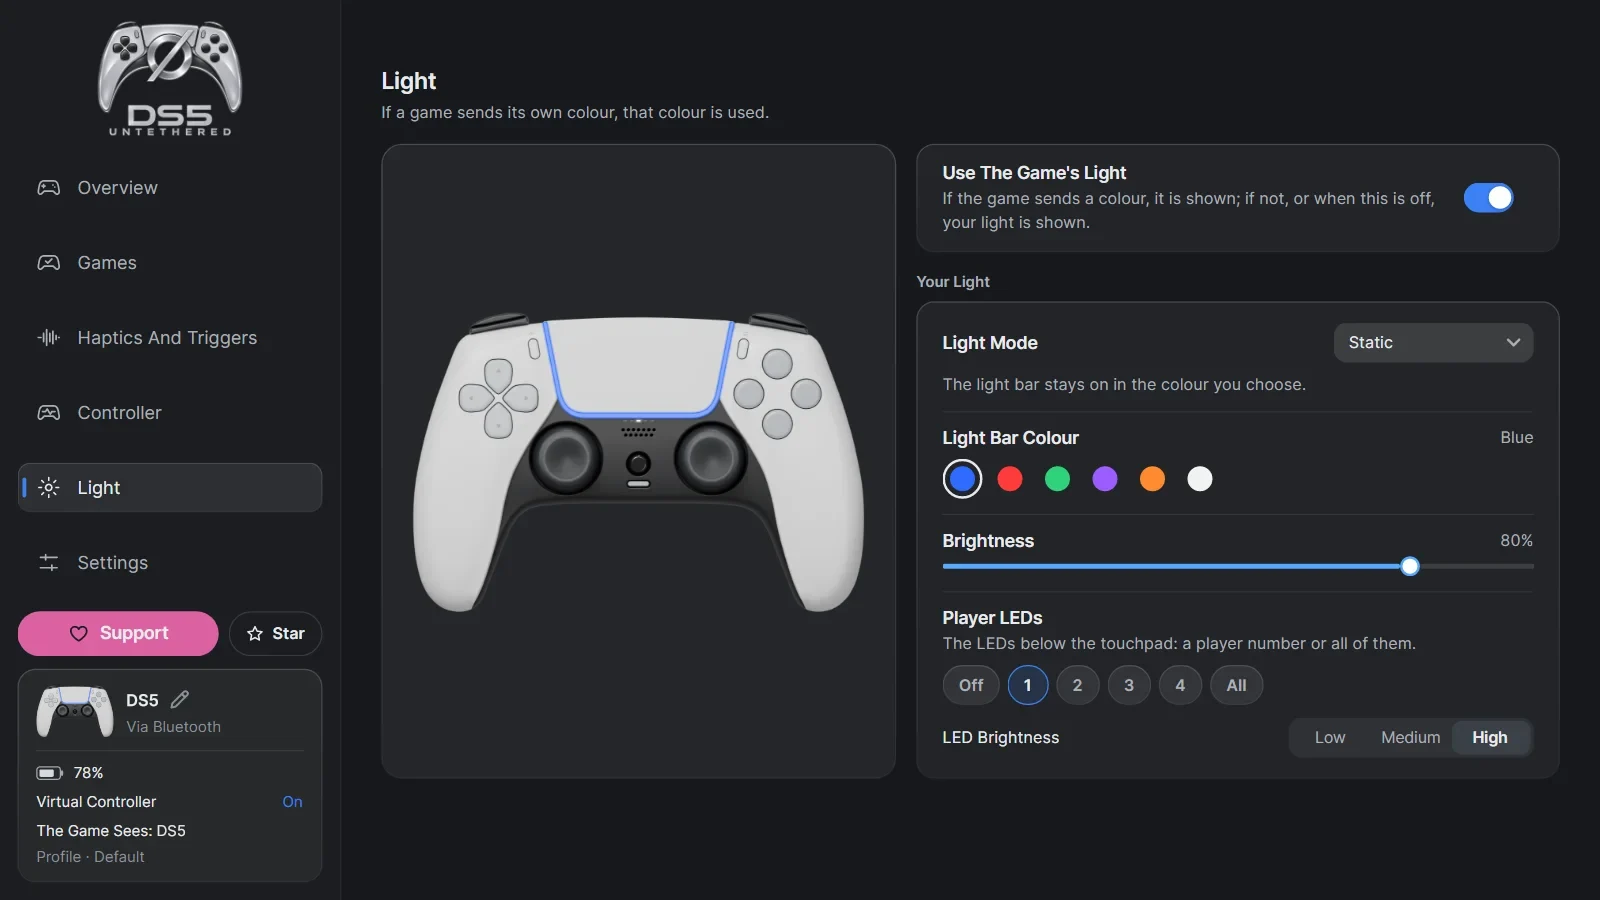 DS5
UNTETHERED
Overview
Games
Haptics And Triggers
Controller
Light
Settings
Support
Star
DS5
Via Bluetooth
78%
Virtual Controller
On
The Game Sees: DS5
Profile · Default
Light
If a game sends its own colour, that colour is used.
Use The Game's Light
If the game sends a colour, it is shown; if not, or when this is off,
your light is shown.
Your Light
Light Mode
Static
The light bar stays on in the colour you choose.
Light Bar Colour
Blue
Brightness
80%
Player LEDs
The LEDs below the touchpad: a player number or all of them.
Off 1 2 3 4 All
LED Brightness
Low Medium High